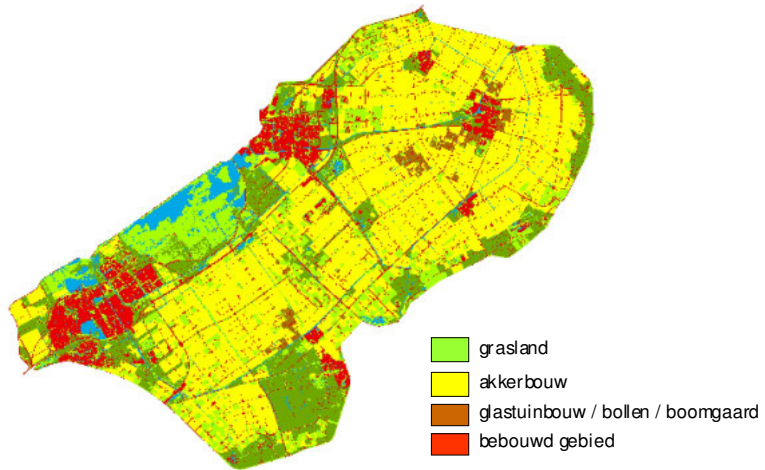 grasland
akkerbouw
glastuinbouw / bollen / boomgaard
bebouwd gebied